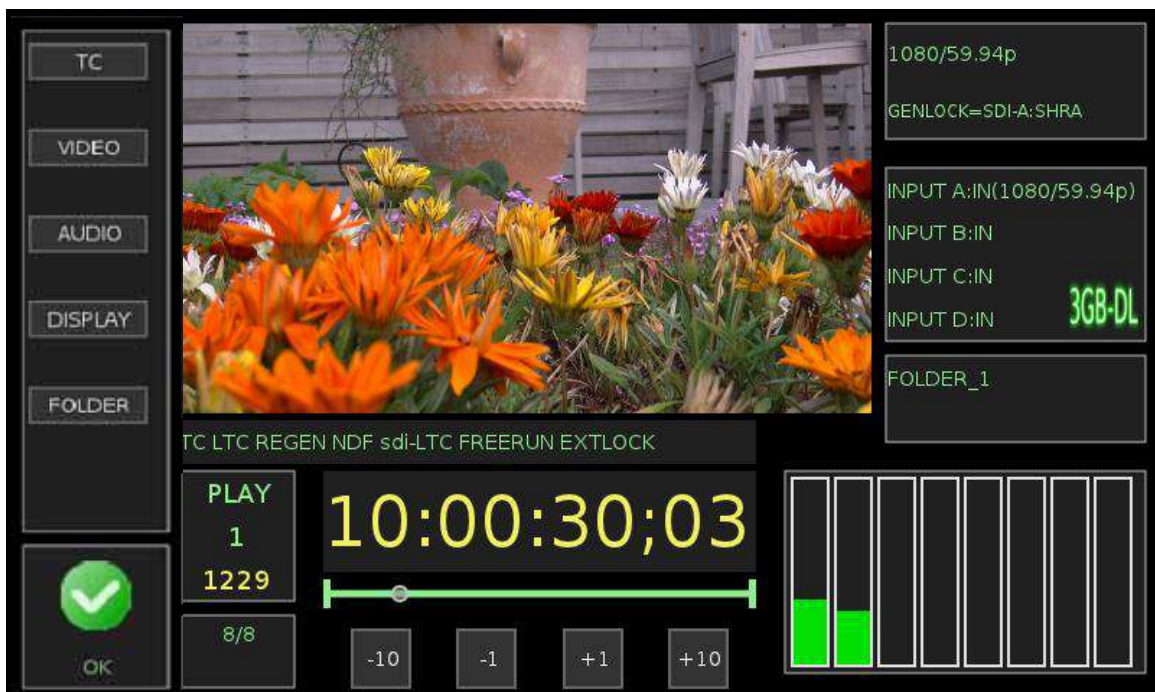 TC
VIDEO
AUDIO
DISPLAY
FOLDER
OK
1080/59.94p
GENLOCK=SDI-A:SHRA
INPUT A:IN(1080/59.94p)
INPUT B:IN
INPUT C:IN
INPUT D:IN
3GB-DL
FOLDER_1
TC LTC REGEN NDF sdi-LTC FREERUN EXTLOCK
PLAY
1
1229
10:00:30;03
8/8
-10 -1 +1 +10